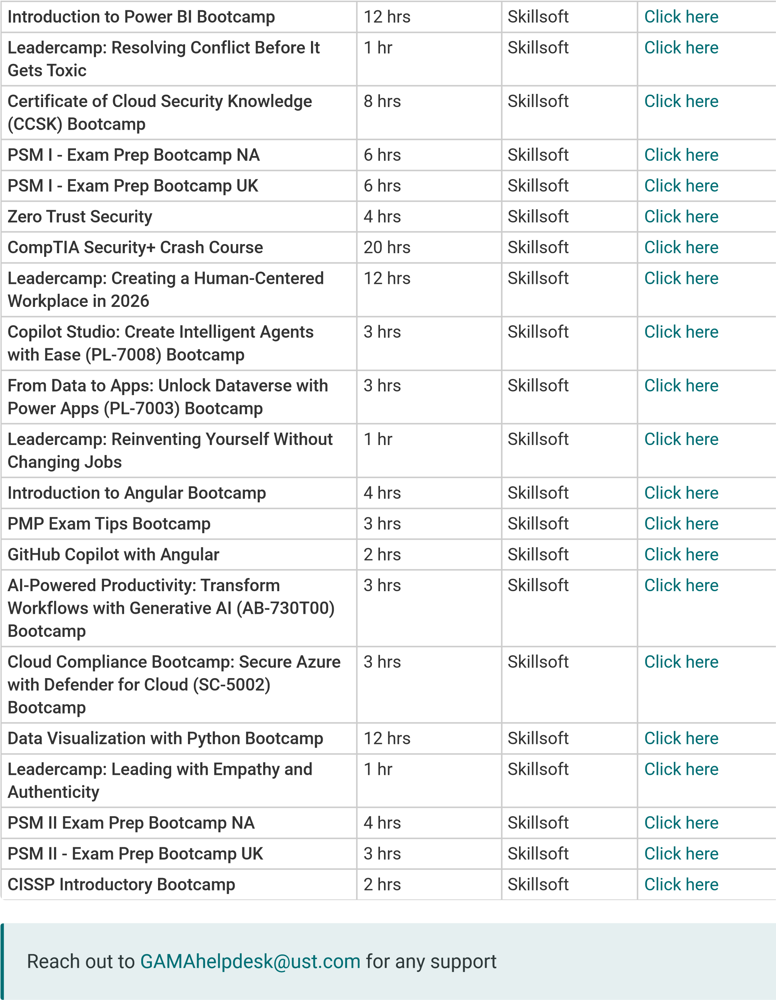 Introduction to Power BI Bootcamp 12 hrs Skillsoft Click here
Leadercamp: Resolving Conflict Before It 1 hr Skillsoft Click here
Gets Toxic
Certificate of Cloud Security Knowledge 8 hrs Skillsoft Click here
(CCSK) Bootcamp
PSM I - Exam Prep Bootcamp NA 6 hrs Skillsoft Click here
PSM I - Exam Prep Bootcamp UK 6 hrs Skillsoft Click here
Zero Trust Security 4 hrs Skillsoft Click here
CompTIA Security+ Crash Course 20 hrs Skillsoft Click here
Leadercamp: Creating a Human-Centered 12 hrs Skillsoft Click here
Workplace in 2026
Copilot Studio: Create Intelligent Agents 3 hrs Skillsoft Click here
with Ease (PL-7008) Bootcamp
From Data to Apps: Unlock Dataverse with 3 hrs Skillsoft Click here
Power Apps (PL-7003) Bootcamp
Leadercamp: Reinventing Yourself Without 1 hr Skillsoft Click here
Changing Jobs
Introduction to Angular Bootcamp 4 hrs Skillsoft Click here
PMP Exam Tips Bootcamp 3 hrs Skillsoft Click here
GitHub Copilot with Angular 2 hrs Skillsoft Click here
AI-Powered Productivity: Transform 3 hrs Skillsoft Click here
Workflows with Generative AI (AB-730T00)
Bootcamp
Cloud Compliance Bootcamp: Secure Azure 3 hrs Skillsoft Click here
with Defender for Cloud (SC-5002)
Bootcamp
Data Visualization with Python Bootcamp 12 hrs Skillsoft Click here
Leadercamp: Leading with Empathy and 1 hr Skillsoft Click here
Authenticity
PSM II Exam Prep Bootcamp NA 4 hrs Skillsoft Click here
PSM II - Exam Prep Bootcamp UK 3 hrs Skillsoft Click here
CISSP Introductory Bootcamp 2 hrs Skillsoft Click here
Reach out to GAMAhelpdesk@ust.com for any support